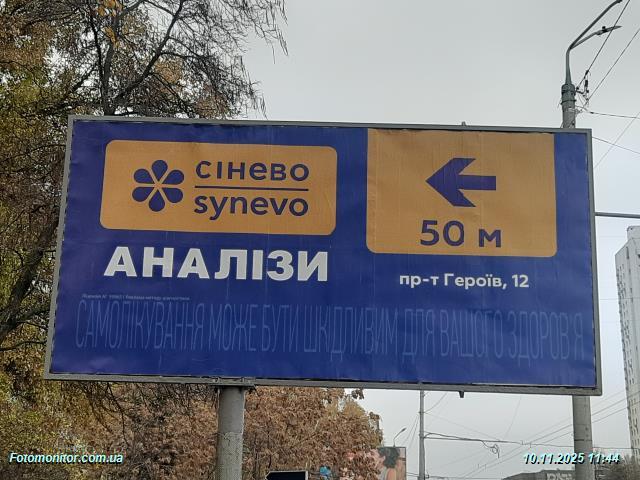 сінево
synevo
50 м
АНАЛІЗИ
пр-т Героїв, 12
САМОЛІКУВАННЯ МОЖЕ БУТИ ШКІДЛИВИМ ДЛЯ ВАШОГО ЗДОРОВ'Я
Fotomonitor.com.ua
10.11.2025 11:44